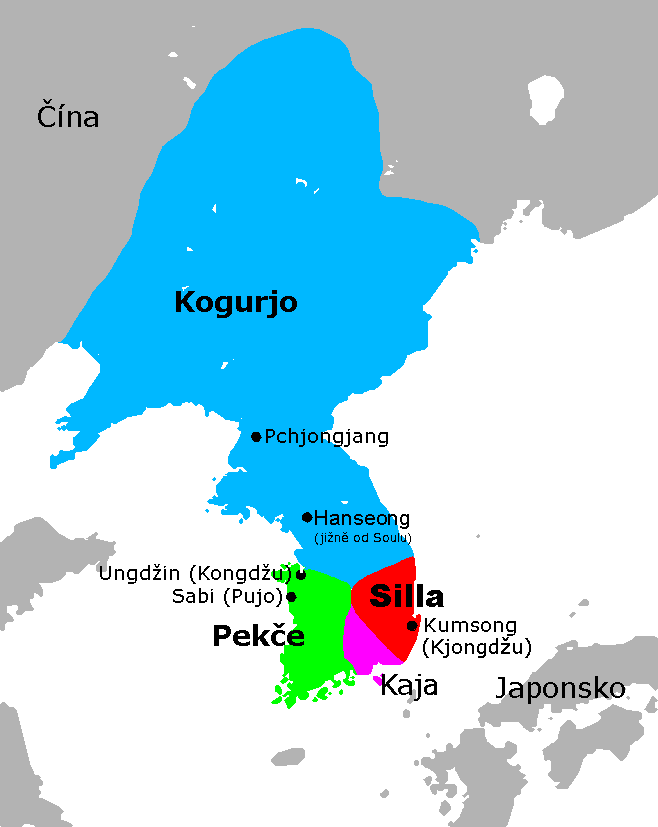 Čína
Kogurjo
Pchjongjang
Hanseong
(jižně od Soulu)
Ungdžin (Kongdžu)
Sabi (Pujo)
Silla
Pekče
Kumsong
(Kjongdžu)
Kaja
Japonsko